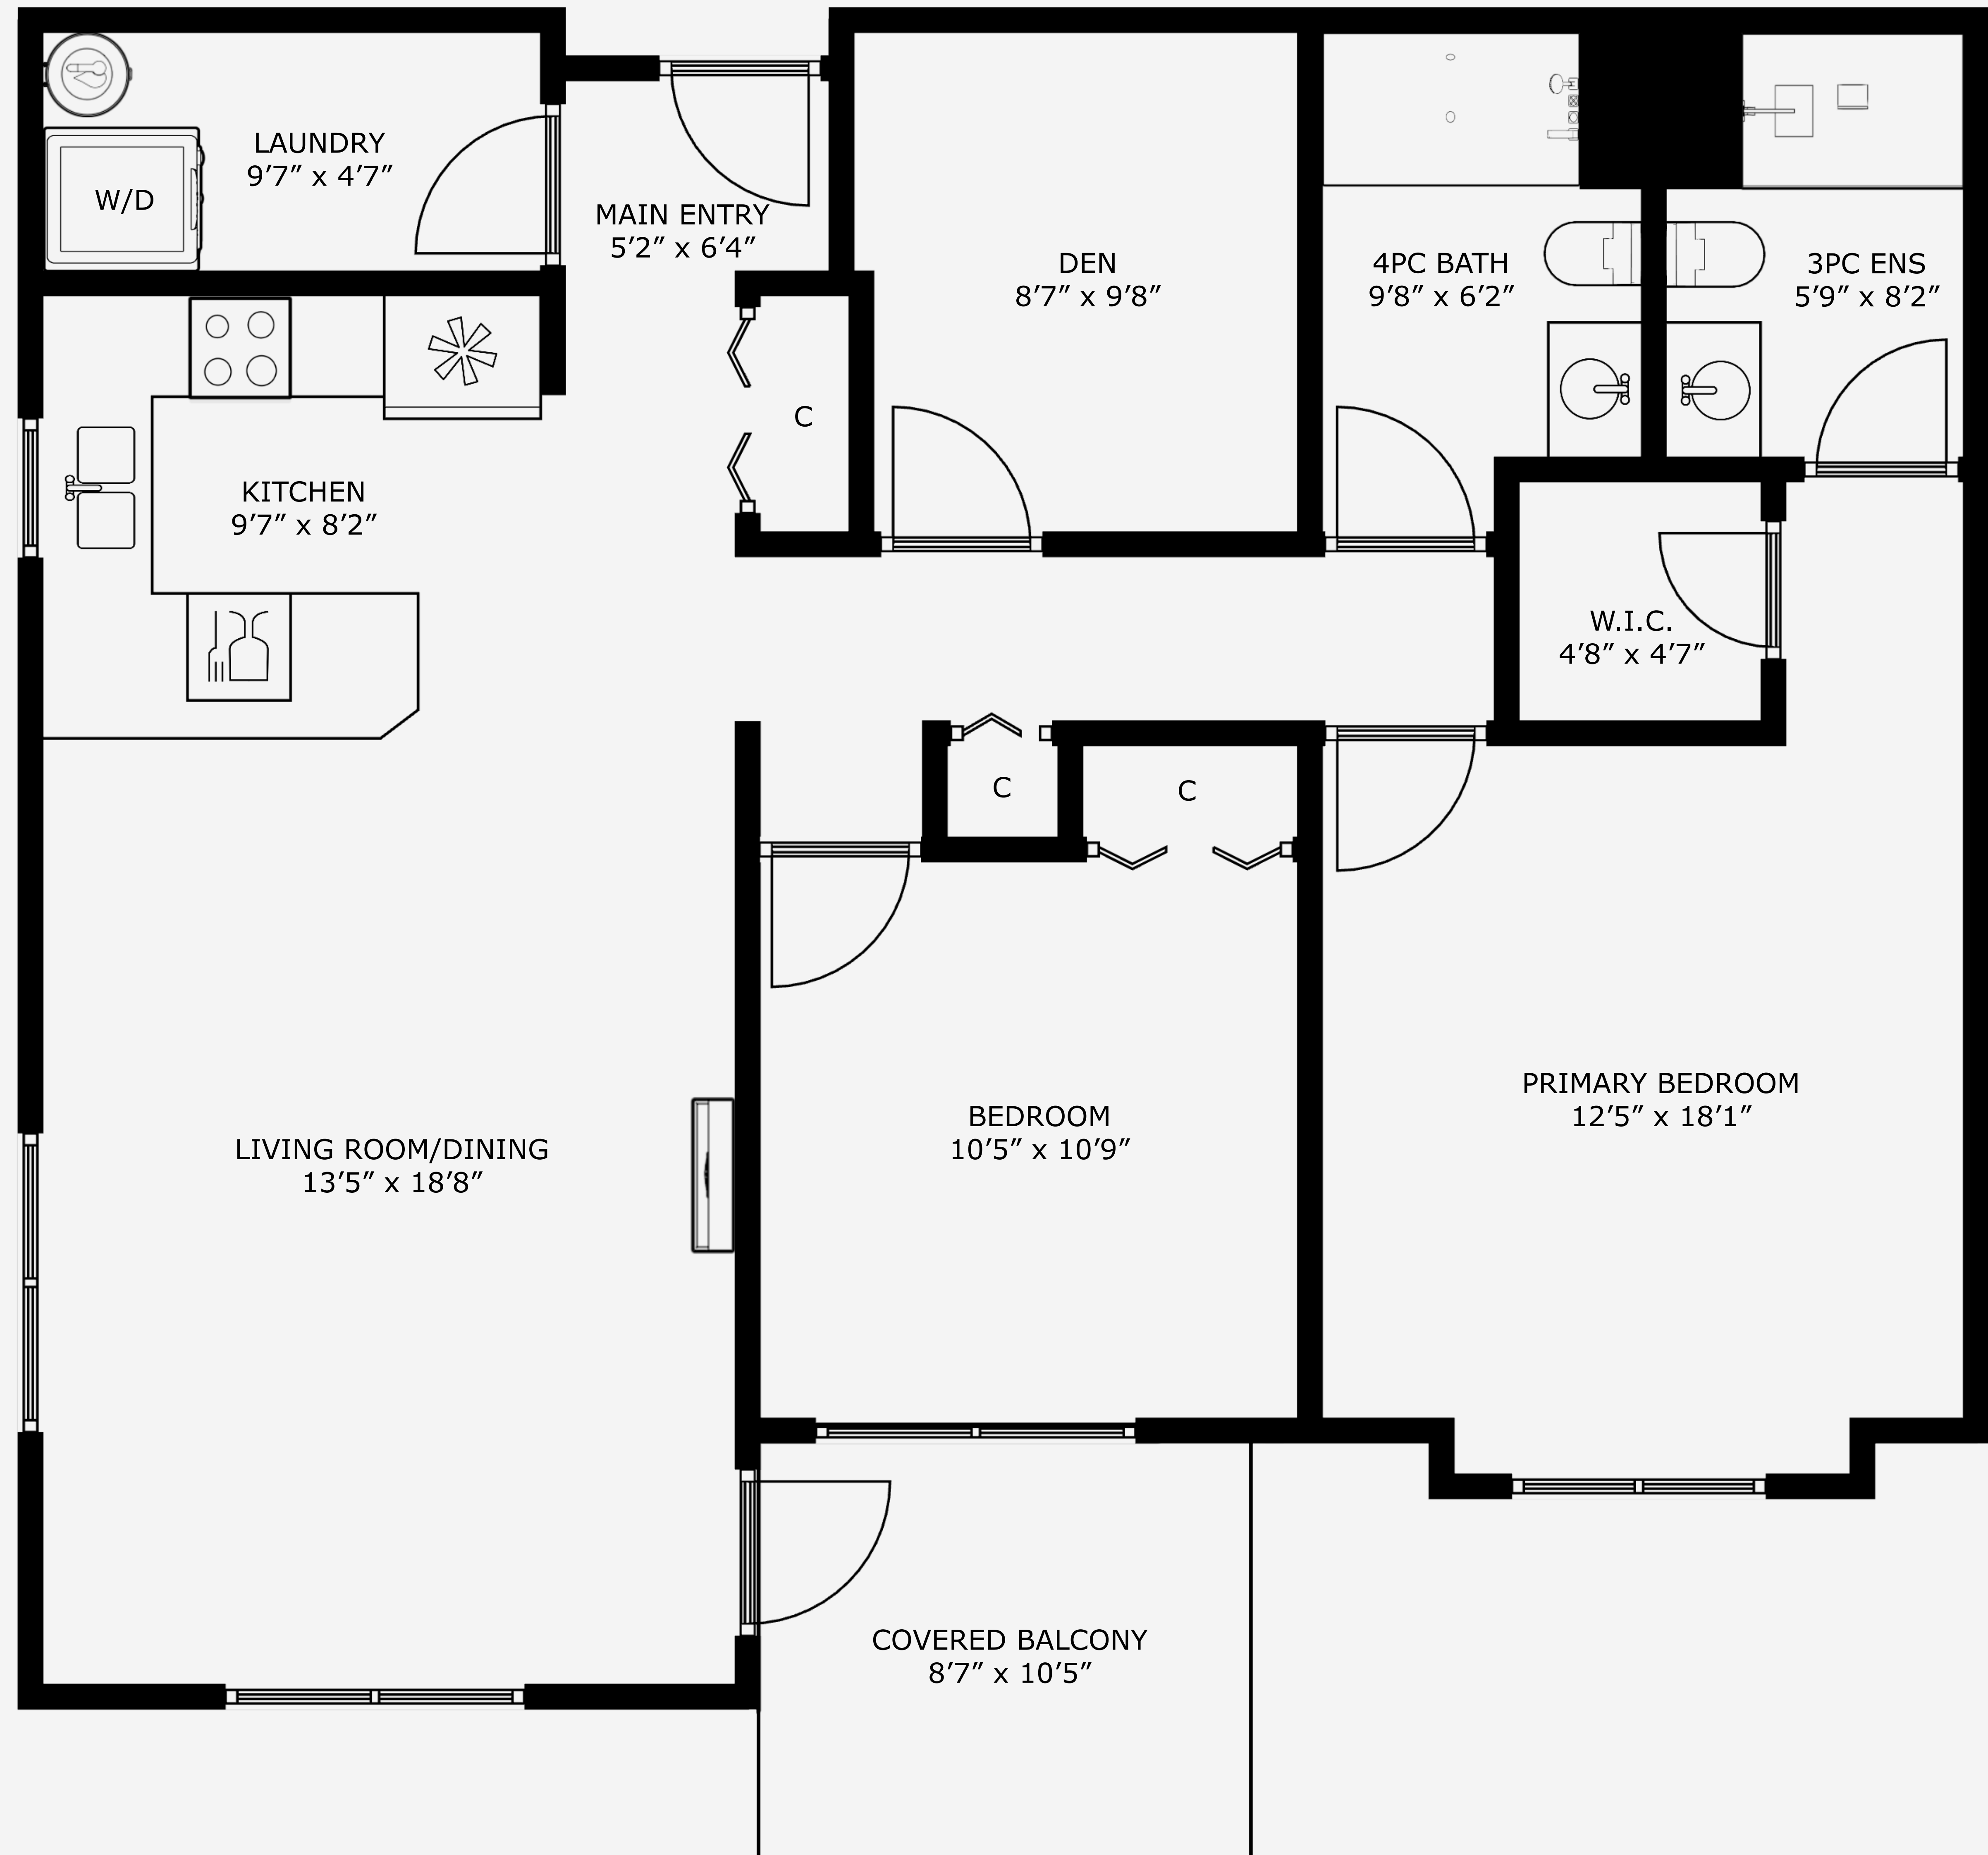 LAUNDRY
9’7” x 4’7”
W/D
MAIN ENTRY
5’2” x 6’4”
DEN
8’7” x 9’8”
4PC BATH
9’8” x 6’2”
3PC ENS
5’9” x 8’2”
C
KITCHEN
9’7” x 8’2”
W.I.C.
4’8” x 4’7”
C
C
PRIMARY BEDROOM
12’5” x 18’1”
BEDROOM
10’5” x 10’9”
LIVING ROOM/DINING
13’5” x 18’8”
COVERED BALCONY
8’7” x 10’5”